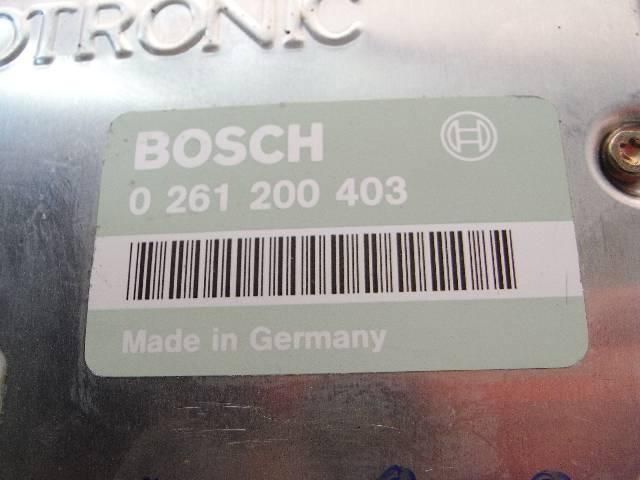 OTRONIC
BOSCH
0 261 200 403
Made in Germany